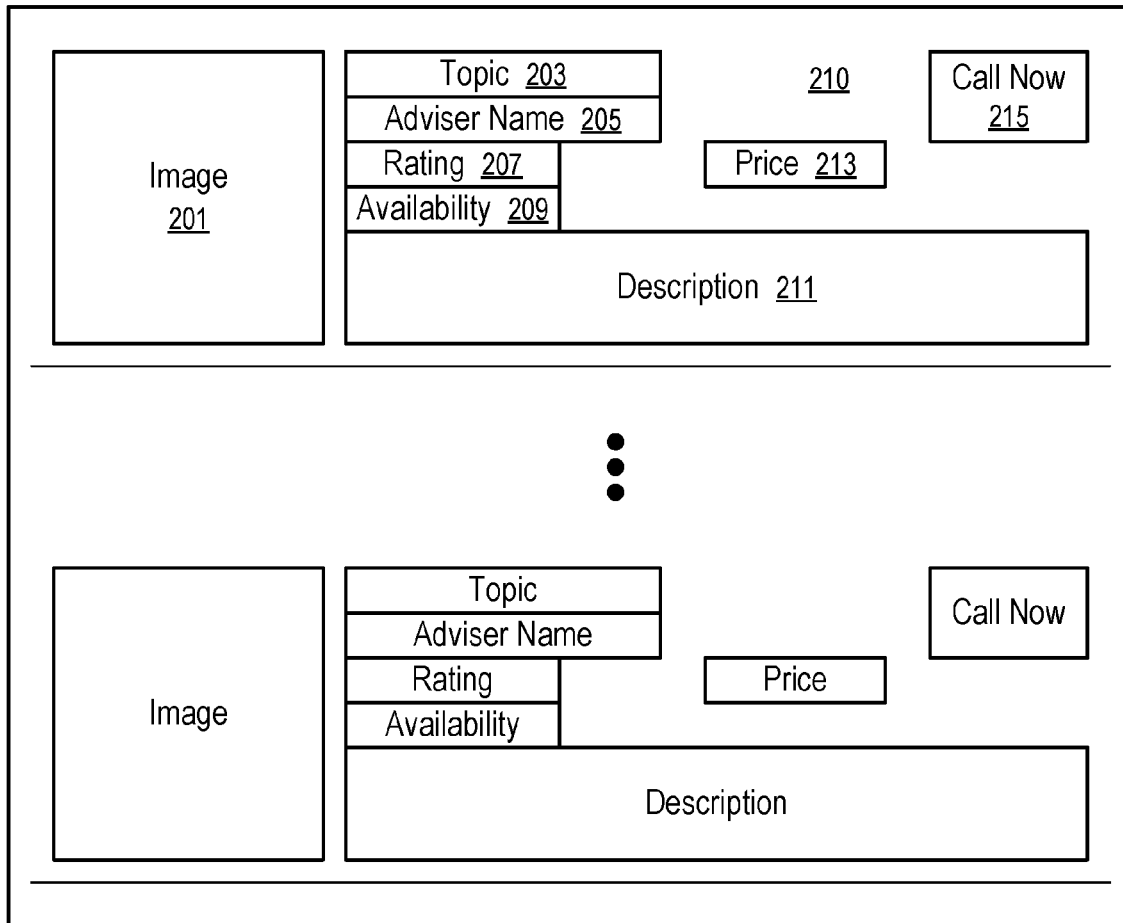 Image
201
Topic 203
Adviser Name 205
Rating 207
Availability 209
210
Price 213
Call Now
215
Description 211
Image
Topic
Adviser Name
Rating
Availability
Price
Call Now
Description